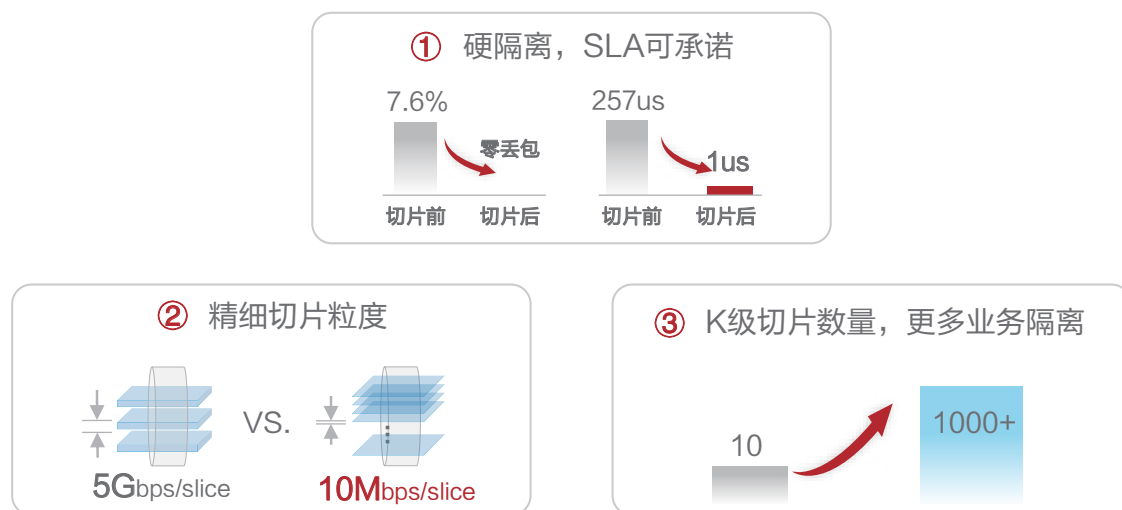 ① 硬隔离，SLA可承诺
7.6%
257us
零丢包
1us
切片前 切片后 切片前 切片后
② 精细切片粒度
VS.
5Gbps/slice
10Mbps/slice
③ K级切片数量，更多业务隔离
10
1000+